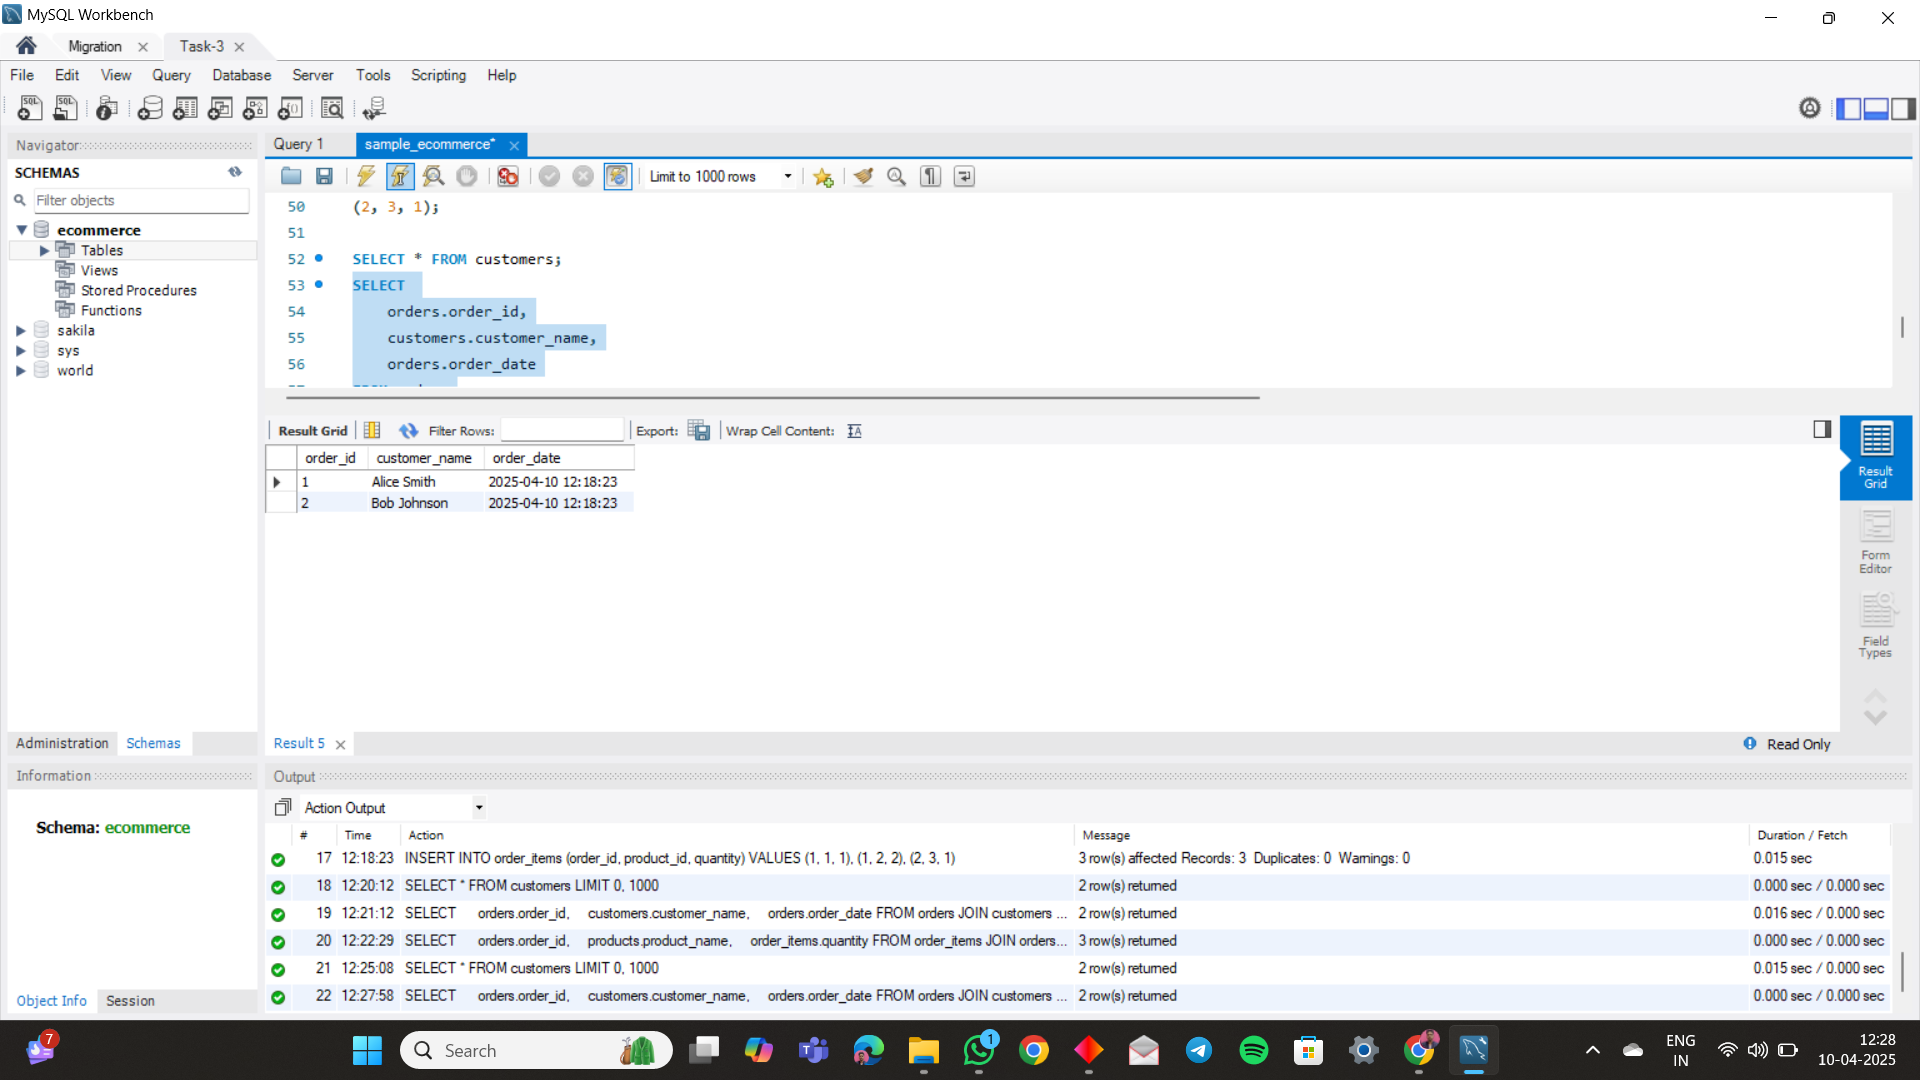 MySQL Workbench
Migration
Task-3
File Edit View Query Database Server Tools Scripting Help
Navigator
SCHEMAS
Filter objects
ecommerce
Tables
Views
Stored Procedures
Functions
sakila
sys
world
Administration Schemas
Information
Schema: ecommerce
Object Info Session
Query 1
sample_ecommerce*
Limit to 1000 rows
50 (2, 3, 1);
51
52 SELECT * FROM customers;
53 SELECT
54 orders.order_id,
55 customers.customer_name,
56 orders.order_date
Result Grid Filter Rows: Export: Wrap Cell Content:
order_id customer_name order_date
1 Alice Smith 2025-04-10 12:18:23
2 Bob Johnson 2025-04-10 12:18:23
Result Grid
Form Editor
Field Types
Result 5
Read Only
Output
Action Output
# Time Action Message Duration / Fetch
17 12:18:23 INSERT INTO order_items (order_id, product_id, quantity) VALUES (1, 1, 1), (1, 2, 2), (2, 3, 1) 3 row(s) affected Records: 3 Duplicates: 0 Warnings: 0 0.015 sec
18 12:20:12 SELECT * FROM customers LIMIT 0, 1000 2 row(s) returned 0.000 sec / 0.000 sec
19 12:21:12 SELECT orders.order_id, customers.customer_name, orders.order_date FROM orders JOIN customers ... 2 row(s) returned 0.016 sec / 0.000 sec
20 12:22:29 SELECT orders.order_id, products.product_name, order_items.quantity FROM order_items JOIN orders... 3 row(s) returned 0.000 sec / 0.000 sec
21 12:25:08 SELECT * FROM customers LIMIT 0, 1000 2 row(s) returned 0.015 sec / 0.000 sec
22 12:27:58 SELECT orders.order_id, customers.customer_name, orders.order_date FROM orders JOIN customers ... 2 row(s) returned 0.000 sec / 0.000 sec
7
Search
1
ENG
IN
12:28
10-04-2025